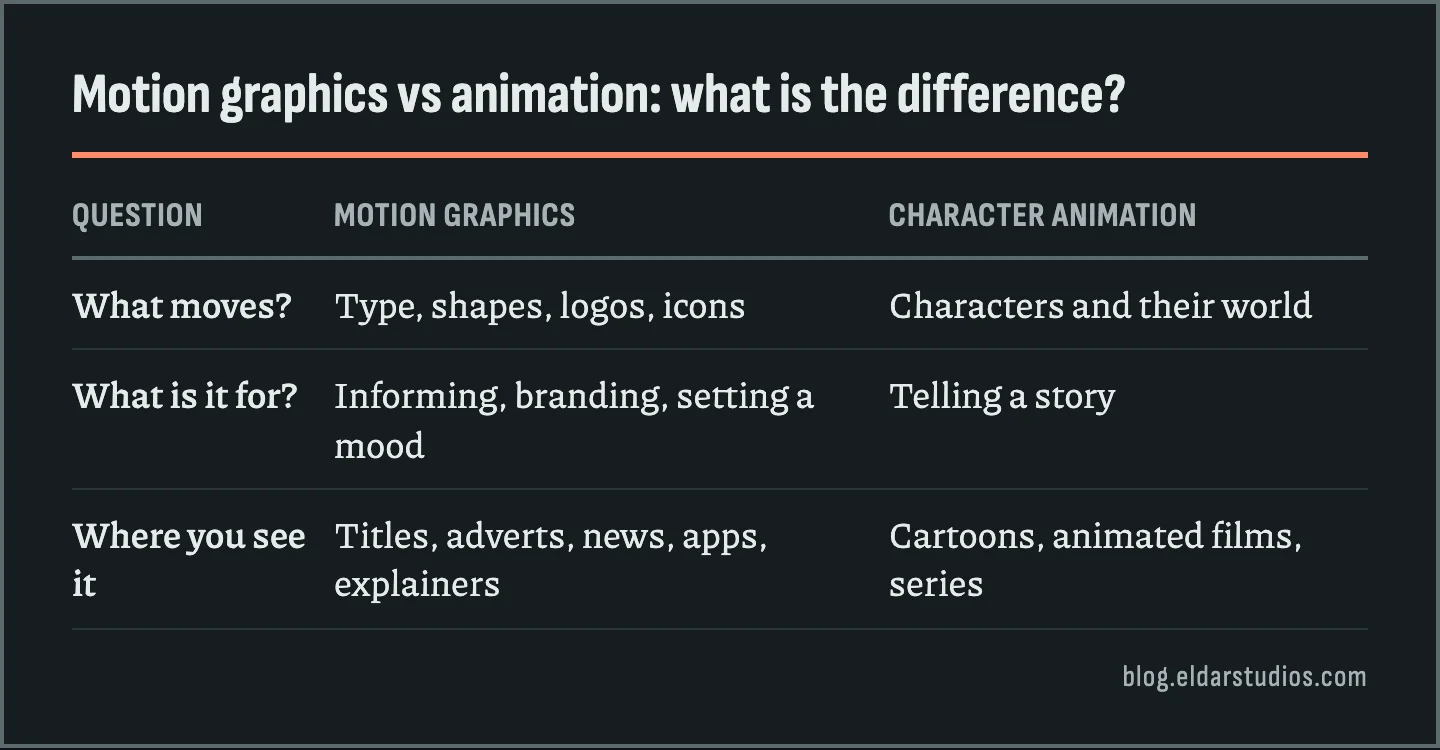 Motion graphics vs animation: what is the difference?
QUESTION MOTION GRAPHICS CHARACTER ANIMATION
What moves? Type, shapes, logos, icons Characters and their world
What is it for? Informing, branding, setting a Telling a story
mood
Where you see Titles, adverts, news, apps, Cartoons, animated films,
it explainers series
blog.eldarstudios.com